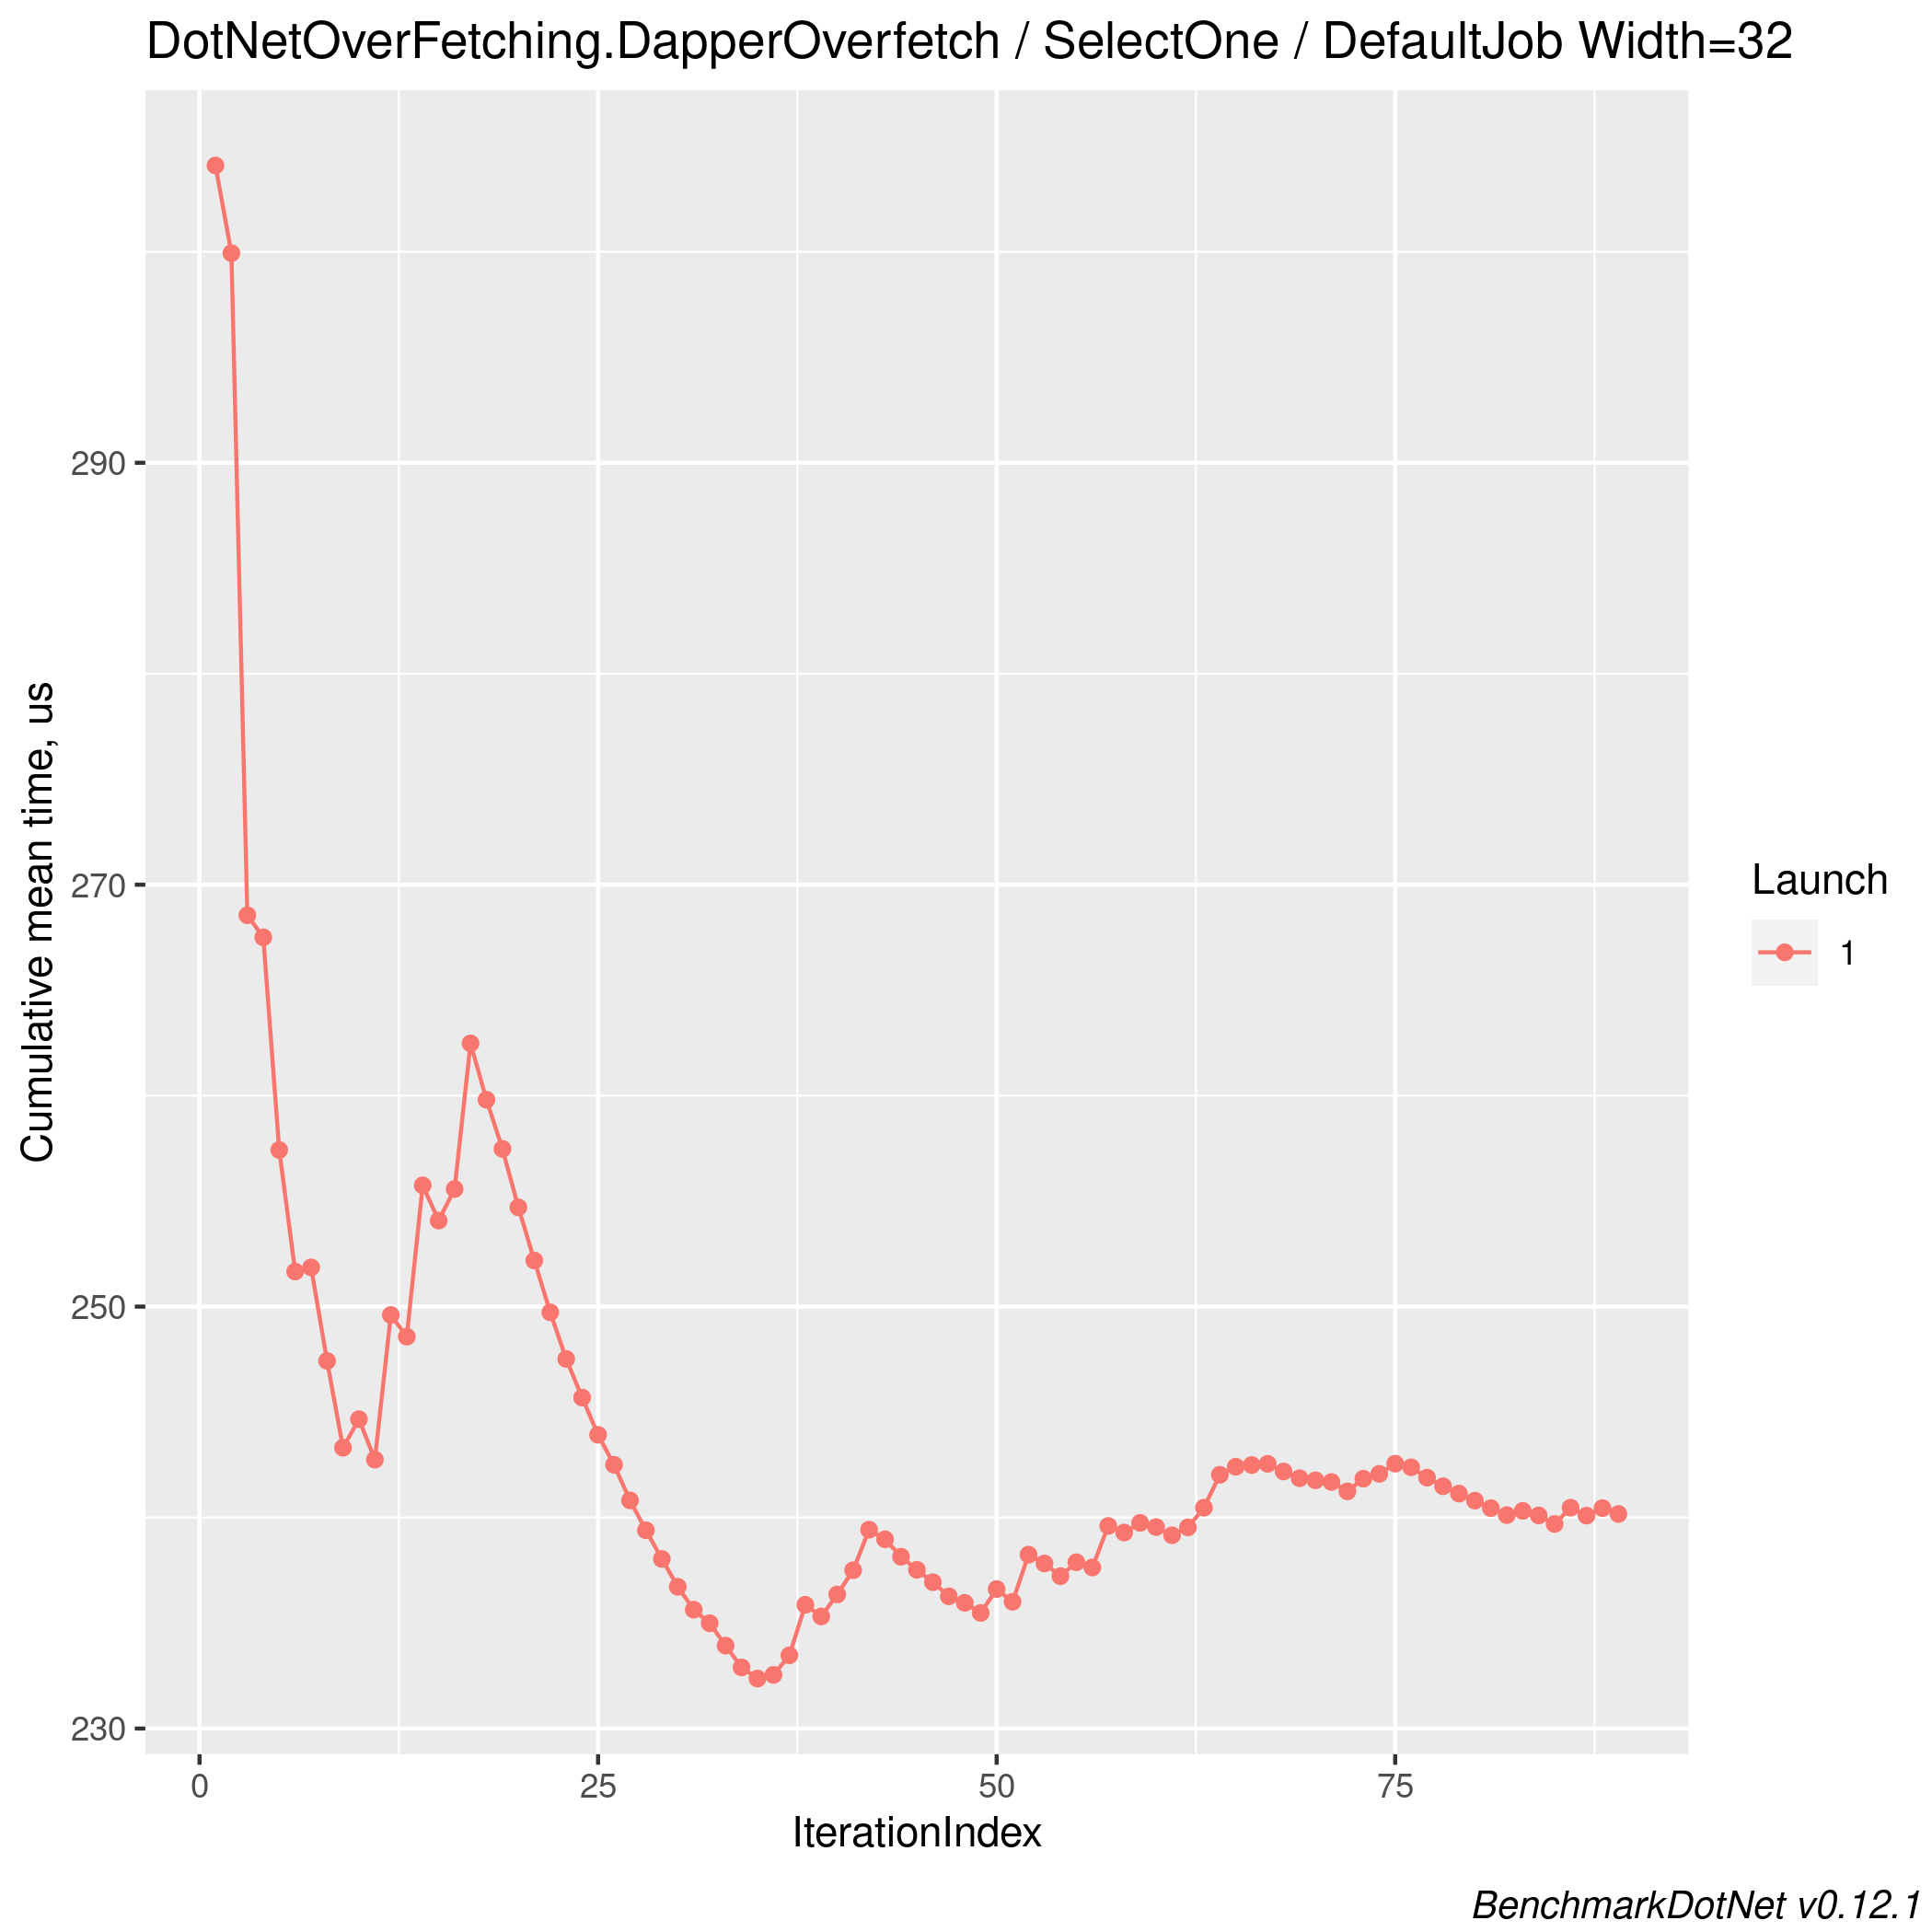 DotNetOverFetching.DapperOverfetch / SelectOne / DefaultJob Width=32
Cumulative mean time, us
290
270
250
230
0 25 50 75
IterationIndex
Launch
1
BenchmarkDotNet v0.12.1